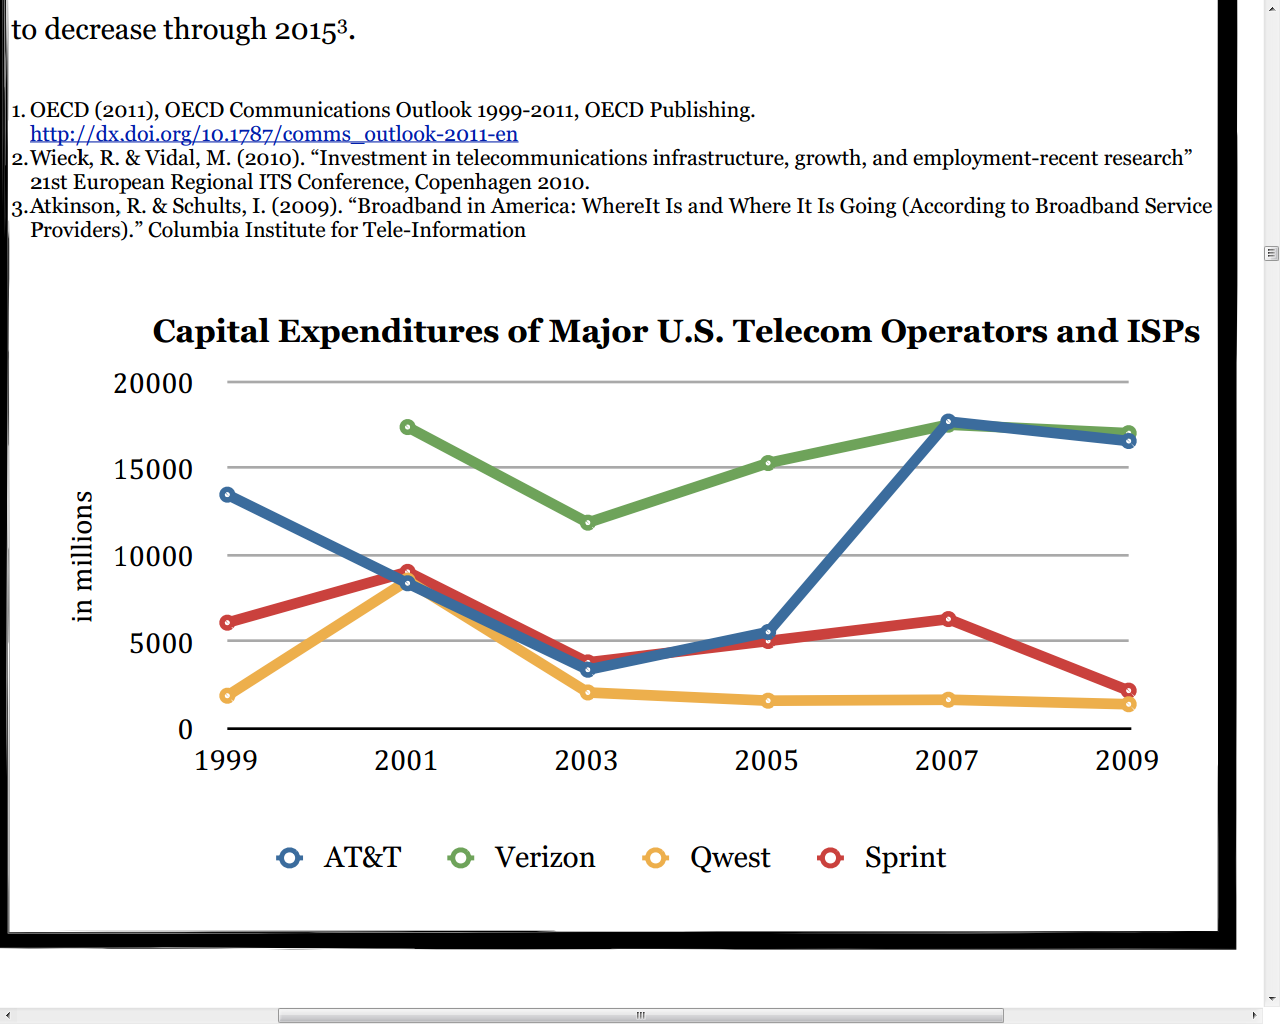 to decrease through 2015³.
1. OECD (2011), OECD Communications Outlook 1999-2011, OECD Publishing.
http://dx.doi.org/10.1787/comms_outlook-2011-en
2. Wieck, R. & Vidal, M. (2010). “Investment in telecommunications infrastructure, growth, and employment-recent research”
21st European Regional ITS Conference, Copenhagen 2010.
3. Atkinson, R. & Schults, I. (2009). “Broadband in America: WhereIt Is and Where It Is Going (According to Broadband Service
Providers).” Columbia Institute for Tele-Information
Capital Expenditures of Major U.S. Telecom Operators and ISPs
20000
15000
10000
5000
0
in millions
1999 2001 2003 2005 2007 2009
AT&T Verizon Qwest Sprint